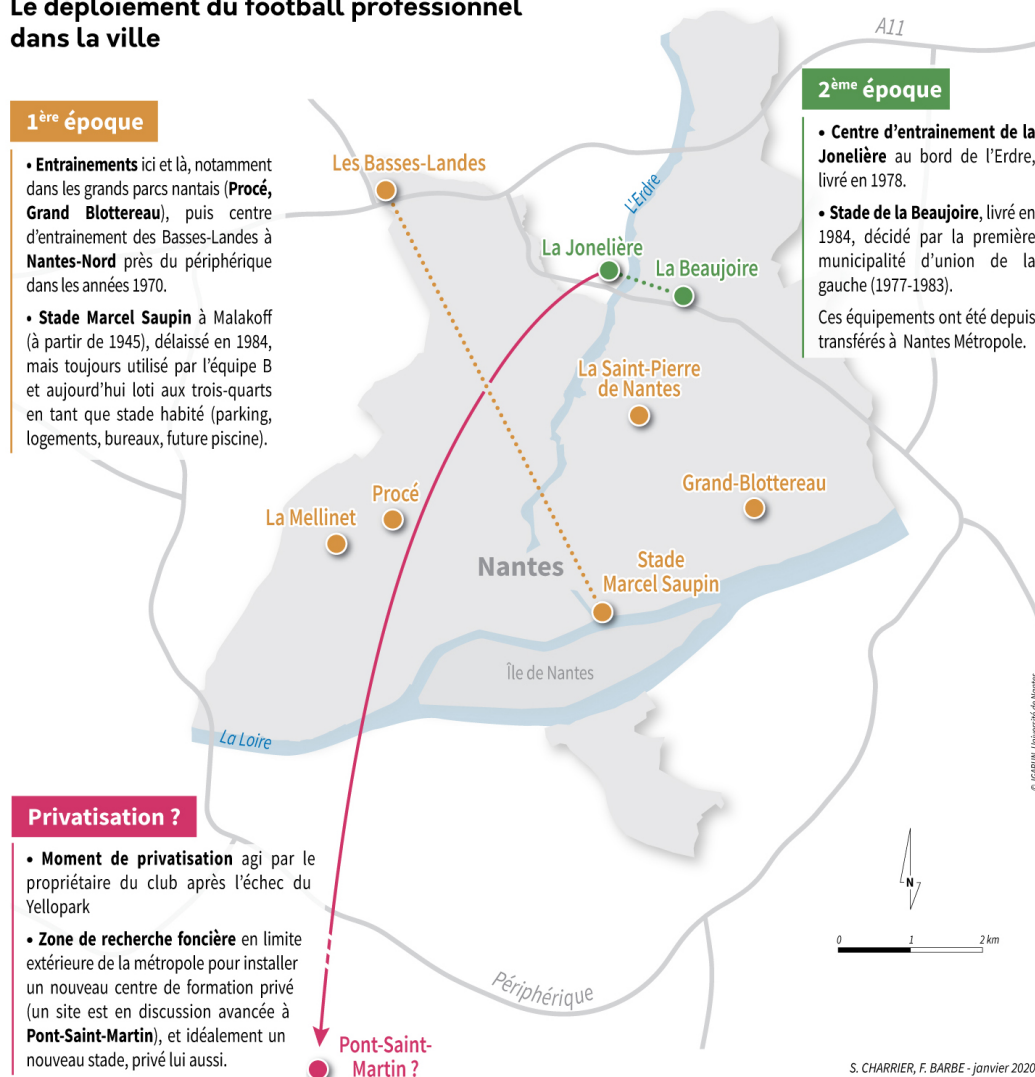 Le déploiement du football professionnel
dans la ville
1ère époque
• Entrainements ici et là, notamment
dans les grands parcs nantais (Procé,
Grand Blottereau), puis centre
d'entrainement des Basses-Landes à
Nantes-Nord près du périphérique
dans les années 1970.
• Stade Marcel Saupin à Malakoff
(à partir de 1945), délaissé en 1984,
mais toujours utilisé par l'équipe B
et aujourd'hui loti aux trois-quarts
en tant que stade habité (parking,
logements, bureaux, future piscine).
A11
2ème époque
• Centre d'entrainement de la
Jonelière au bord de l'Erdre,
livré en 1978.
• Stade de la Beaujoire, livré en
1984, décidé par la première
municipalité d'union de la
gauche (1977-1983).
Ces équipements ont été depuis
transférés à Nantes Métropole.
Les Basses-Landes
L'Erdre
La Jonelière
La Beaujoire
La Saint-Pierre
de Nantes
Grand-Blottereau
Procé
La Mellinet
Nantes
Stade
Marcel Saupin
Île de Nantes
La Loire
Privatisation ?
• Moment de privatisation agi par le
propriétaire du club après l'échec du
Yellopark
• Zone de recherche foncière en limite
extérieure de la métropole pour installer
un nouveau centre de formation privé
(un site est en discussion avancée à
Pont-Saint-Martin), et idéalement un
nouveau stade, privé lui aussi.
Périphérique
Pont-Saint-
Martin ?
N
0 1 2 km
© IGARUN, Université de Nantes
S. CHARRIER, F. BARBE - janvier 2020